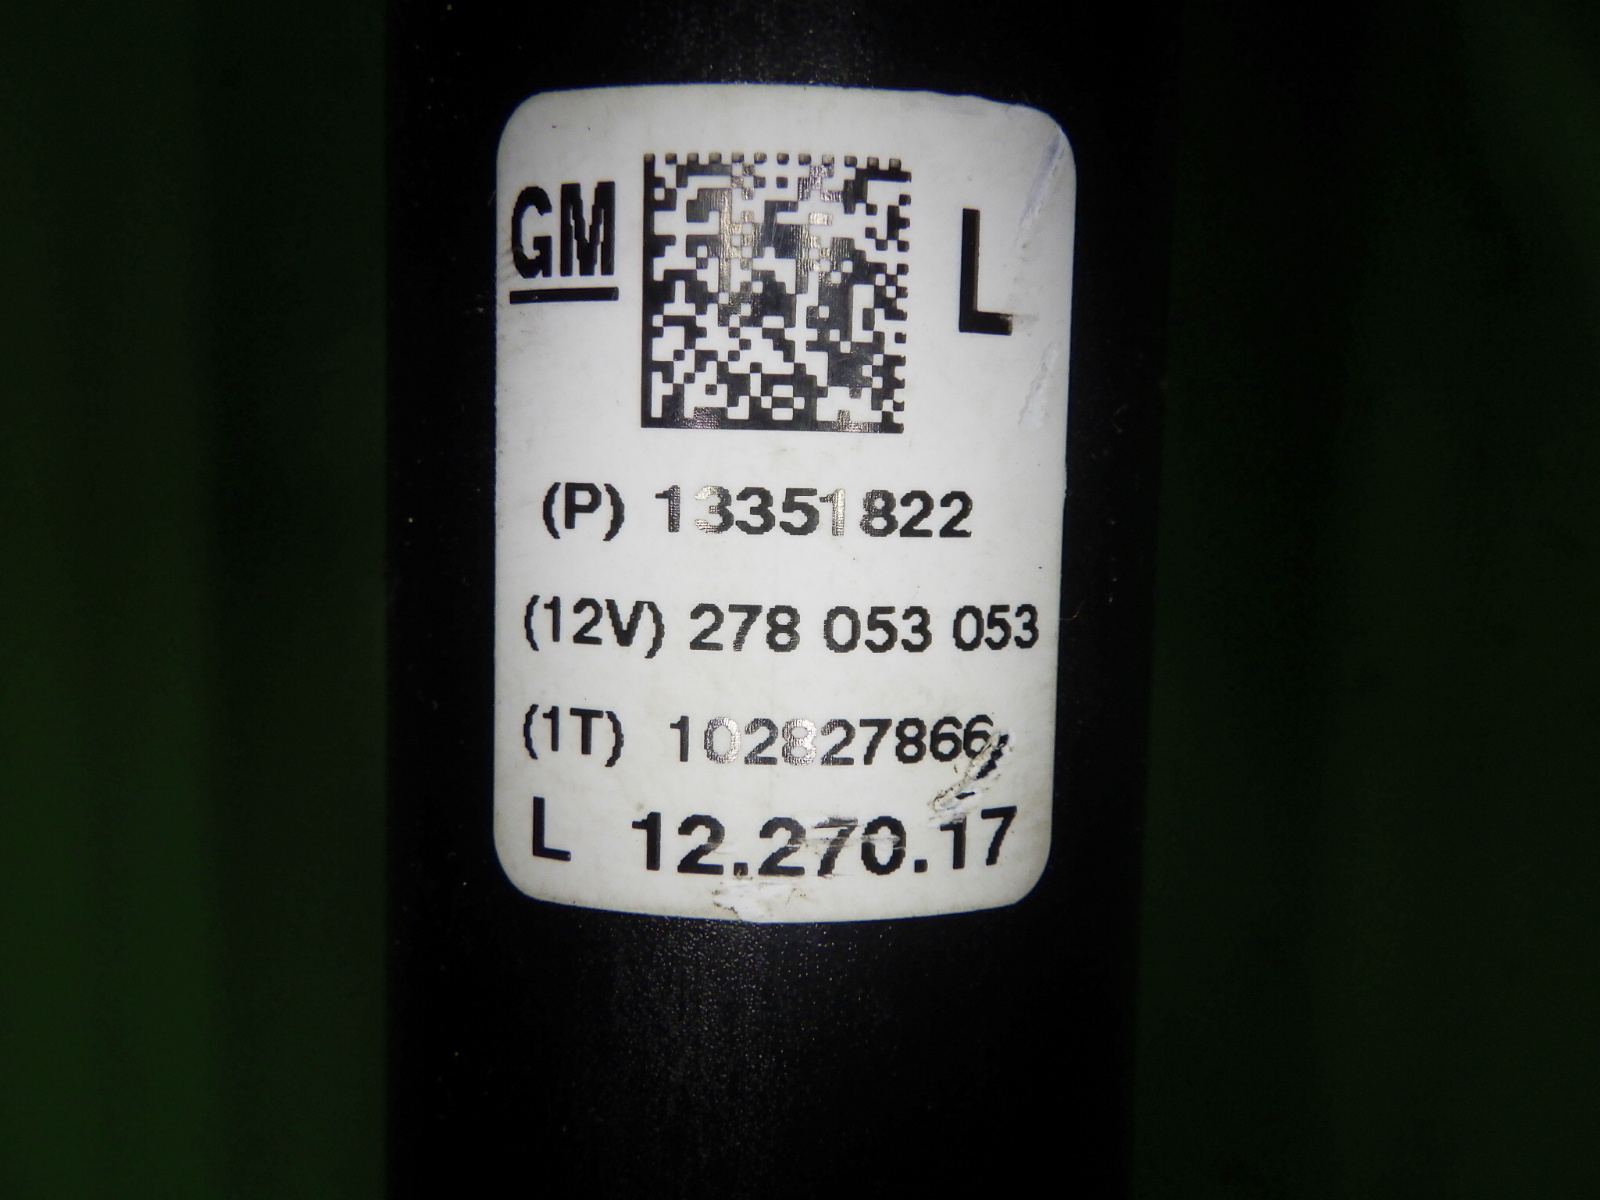 GM L
(P) 13351822
(12V) 278 053 053
(1T) 102827866
L 12.270.17